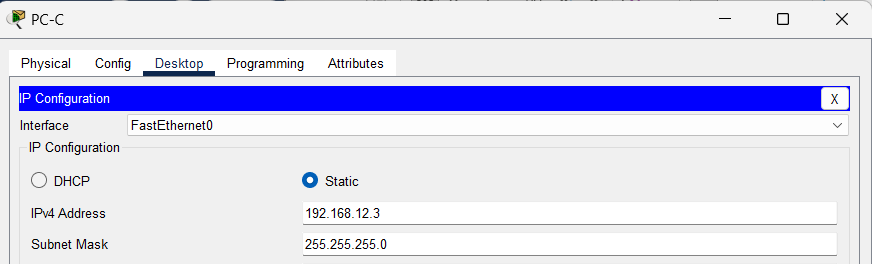 PC-C
Physical Config Desktop Programming Attributes
IP Configuration
X
Interface FastEthernet0
IP Configuration
DHCP Static
IPv4 Address 192.168.12.3
Subnet Mask 255.255.255.0